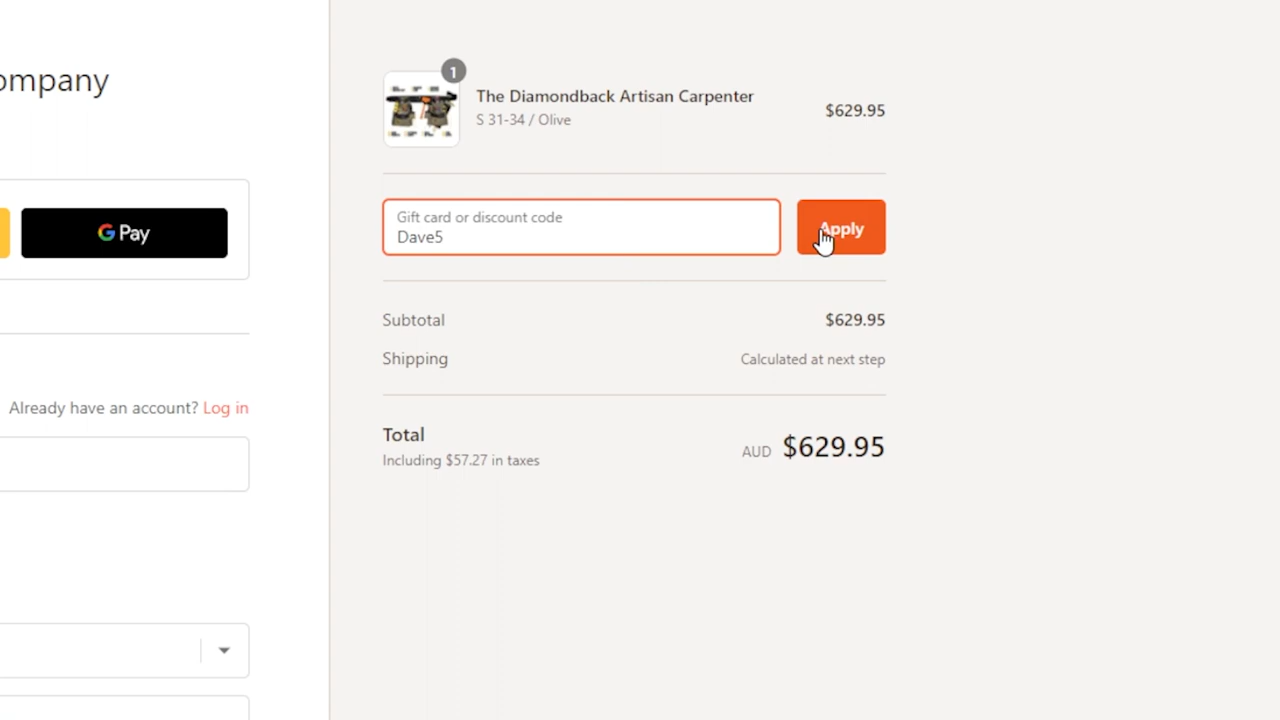 ompany
G Pay
Already have an account? Log in
1
The Diamondback Artisan Carpenter
S 31-34 / Olive
$629.95
Gift card or discount code
Dave5
Apply
Subtotal
$629.95
Shipping
Calculated at next step
Total
Including $57.27 in taxes
AUD $629.95